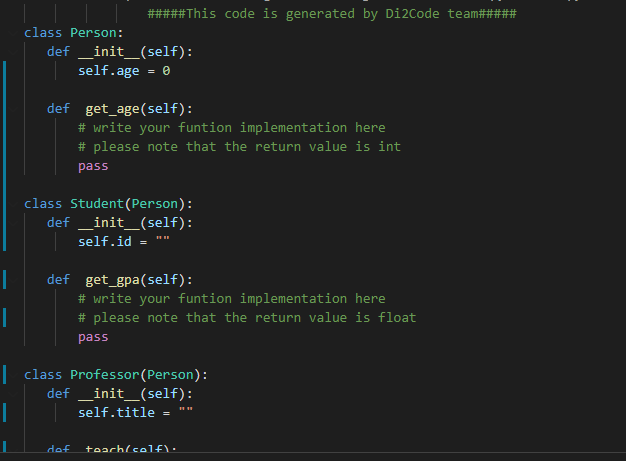 #####This code is generated by Di2Code team#####
class Person:
    def __init__(self):
        self.age = 0
    def  get_age(self):
        # write your funtion implementation here
        # please note that the return value is int
        pass
class Student(Person):
    def __init__(self):
        self.id = ""
    def  get_gpa(self):
        # write your funtion implementation here
        # please note that the return value is float
        pass
class Professor(Person):
    def __init__(self):
        self.title = ""
    def  teach(self):